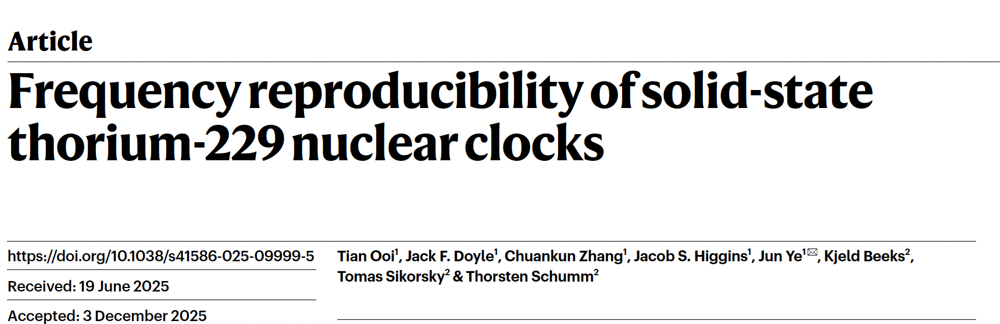 Article
Frequency reproducibility of solid-state
thorium-229 nuclear clocks
https://doi.org/10.1038/s41586-025-09999-5
Received: 19 June 2025
Accepted: 3 December 2025
Tian Ooi¹, Jack F. Doyle¹, Chuankun Zhang¹, Jacob S. Higgins¹, Jun Ye¹✉, Kjeld Beeks²,
Tomas Sikorsky² & Thorsten Schumm²